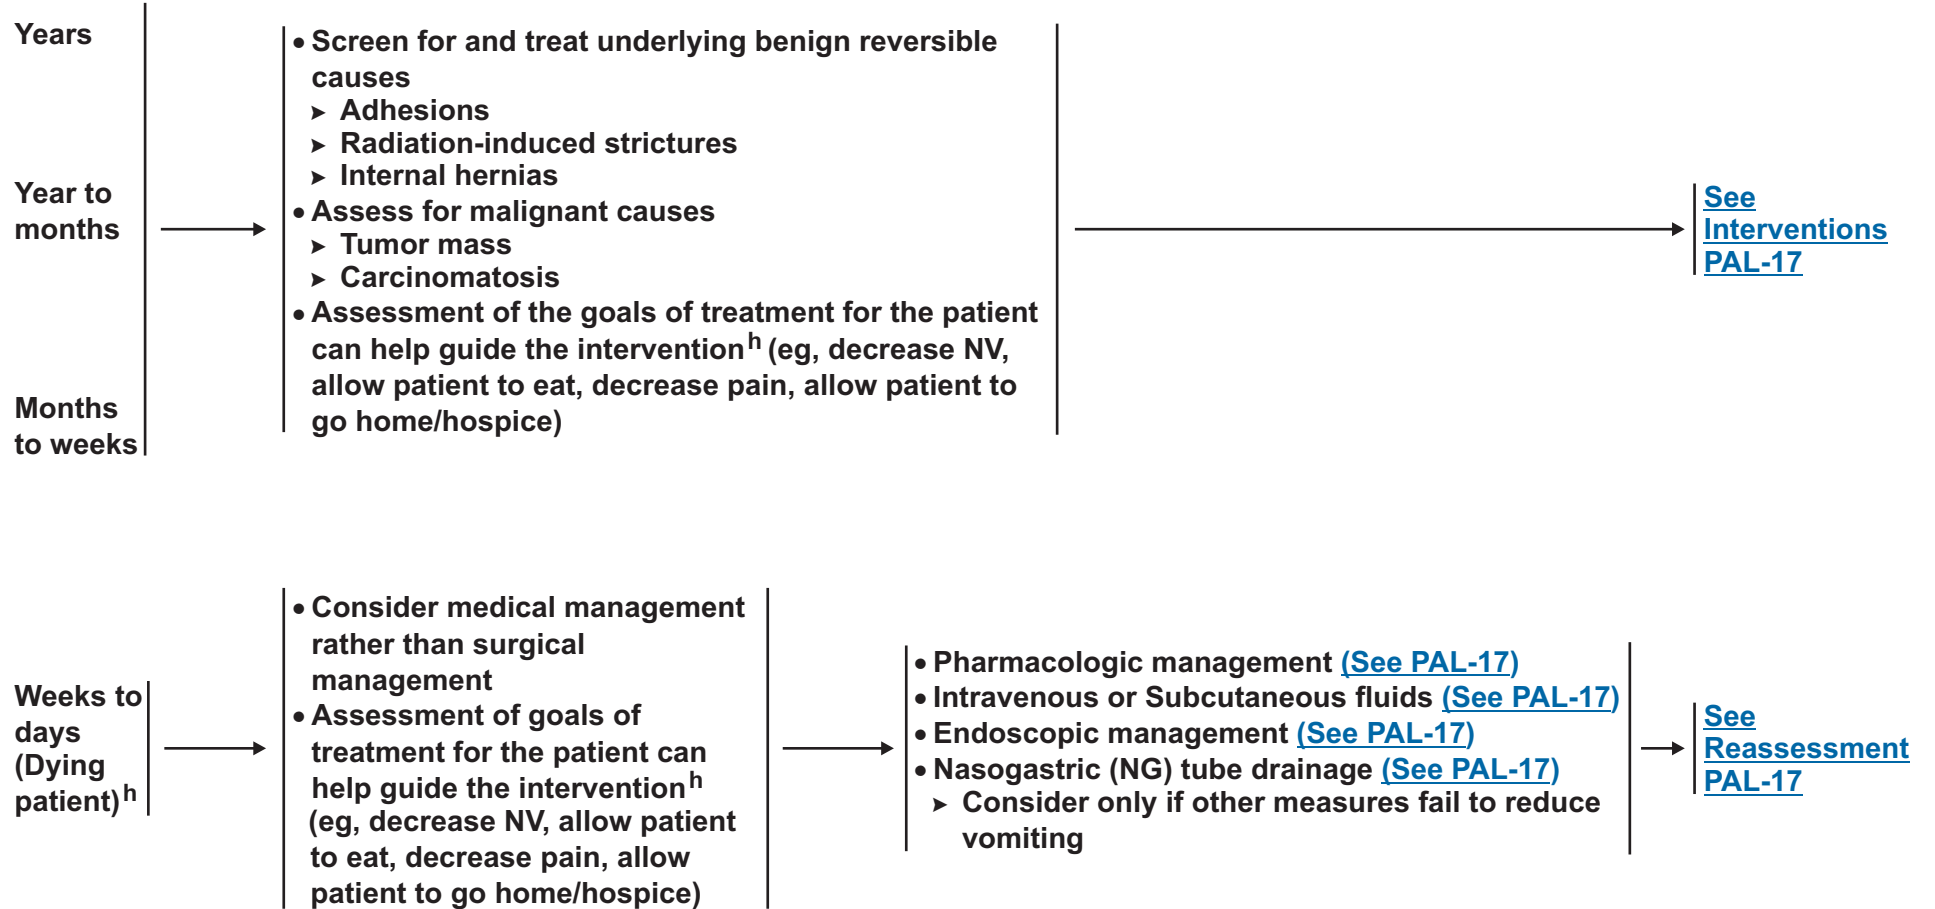 Years
Year to
months
Months
to weeks
• Screen for and treat underlying benign reversible
causes
➤ Adhesions
➤ Radiation-induced strictures
➤ Internal hernias
• Assess for malignant causes
➤ Tumor mass
➤ Carcinomatosis
• Assessment of the goals of treatment for the patient
can help guide the intervention h (eg, decrease NV,
allow patient to eat, decrease pain, allow patient to
go home/hospice)
See
Interventions
PAL-17
Weeks to
days
(Dying
patient) h
• Consider medical management
rather than surgical
management
• Assessment of goals of
treatment for the patient can
help guide the intervention h
(eg, decrease NV, allow patient
to eat, decrease pain, allow
patient to go home/hospice)
• Pharmacologic management (See PAL-17)
• Intravenous or Subcutaneous fluids (See PAL-17)
• Endoscopic management (See PAL-17)
• Nasogastric (NG) tube drainage (See PAL-17)
➤ Consider only if other measures fail to reduce
vomiting
See
Reassessment
PAL-17